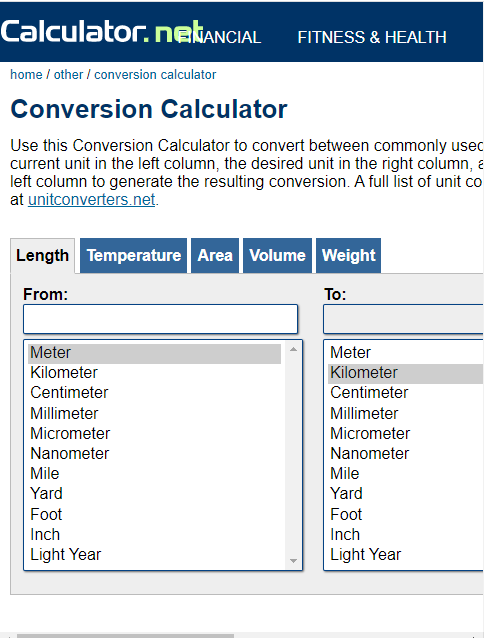 Calculator.net
FINANCIAL FITNESS & HEALTH
home / other / conversion calculator
Conversion Calculator
Use this Conversion Calculator to convert between commonly used
current unit in the left column, the desired unit in the right column, a
left column to generate the resulting conversion. A full list of unit co
at unitconverters.net.
Length Temperature Area Volume Weight
From: To:
Meter Meter
Kilometer Kilometer
Centimeter Centimeter
Millimeter Millimeter
Micrometer Micrometer
Nanometer Nanometer
Mile Mile
Yard Yard
Foot Foot
Inch Inch
Light Year Light Year